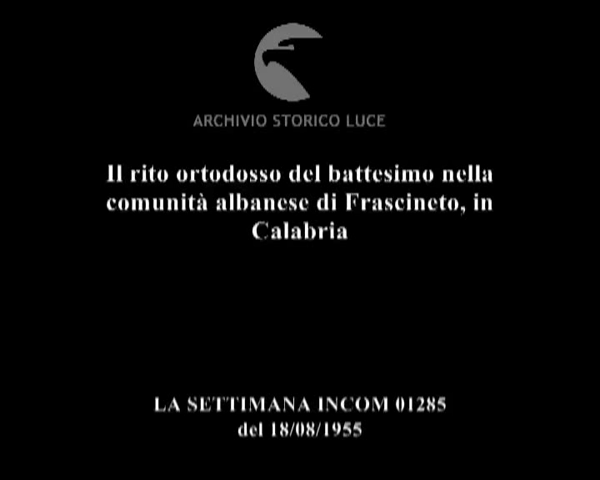 ARCHIVIO STORICO LUCE
Il rito ortodosso del battesimo nella
comunità albanese di Frascineto, in
Calabria
LA SETTIMANA INCOM 01285
del 18/08/1955